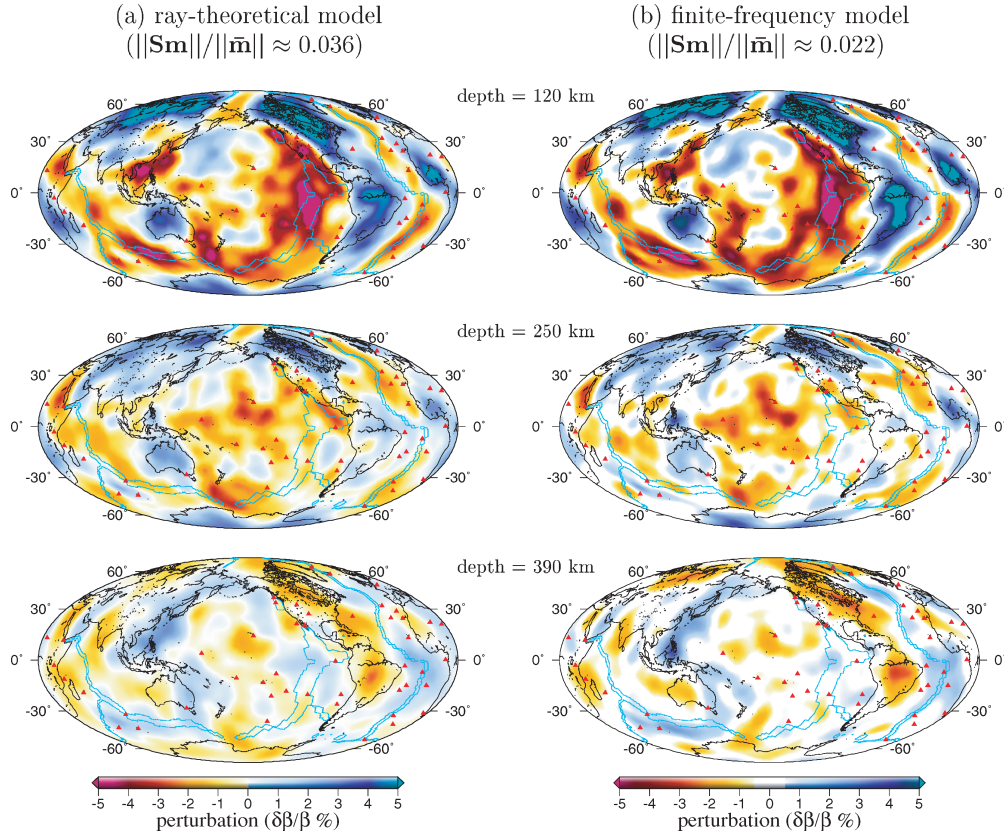 (a) ray-theoretical model
(||Sm||/||m̄|| ≈ 0.036)
(b) finite-frequency model
(||Sm||/||m̄|| ≈ 0.022)
depth = 120 km
60˚ 60˚ 60˚ 60˚
30˚ 30˚ 30˚ 30˚
0˚ 0˚ 0˚ 0˚
-30˚ -30˚ -30˚ -30˚
-60˚ -60˚ -60˚ -60˚
depth = 250 km
60˚ 60˚ 60˚ 60˚
30˚ 30˚ 30˚ 30˚
0˚ 0˚ 0˚ 0˚
-30˚ -30˚ -30˚ -30˚
-60˚ -60˚ -60˚ -60˚
depth = 390 km
60˚ 60˚ 60˚ 60˚
30˚ 30˚ 30˚ 30˚
0˚ 0˚ 0˚ 0˚
-30˚ -30˚ -30˚ -30˚
-60˚ -60˚ -60˚ -60˚
-5 -4 -3 -2 -1 0 1 2 3 4 5
perturbation (δβ/β %)
-5 -4 -3 -2 -1 0 1 2 3 4 5
perturbation (δβ/β %)